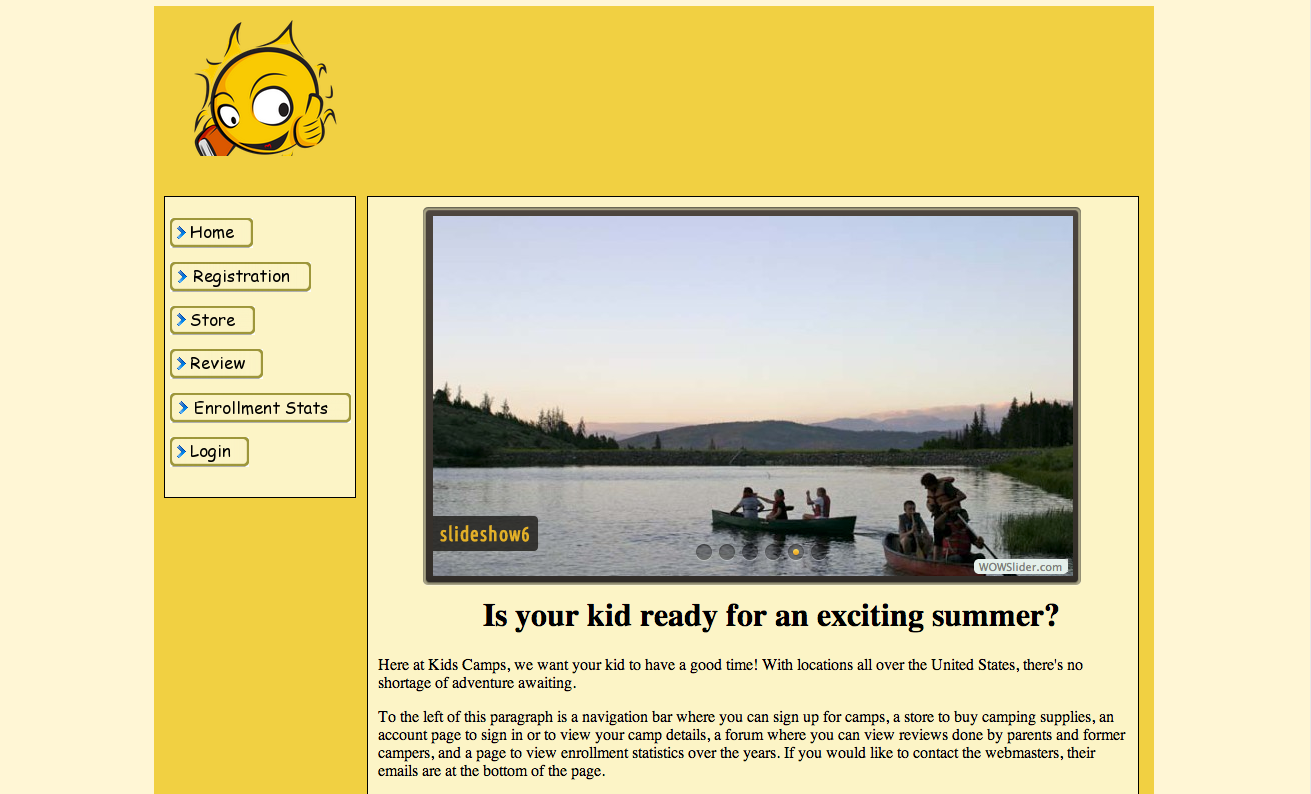 Home
Registration
Store
Review
Enrollment Stats
Login
slideshow6
WOWSlider.com
Is your kid ready for an exciting summer?
Here at Kids Camps, we want your kid to have a good time! With locations all over the United States, there's no
shortage of adventure awaiting.
To the left of this paragraph is a navigation bar where you can sign up for camps, a store to buy camping supplies, an
account page to sign in or to view your camp details, a forum where you can view reviews done by parents and former
campers, and a page to view enrollment statistics over the years. If you would like to contact the webmasters, their
emails are at the bottom of the page.